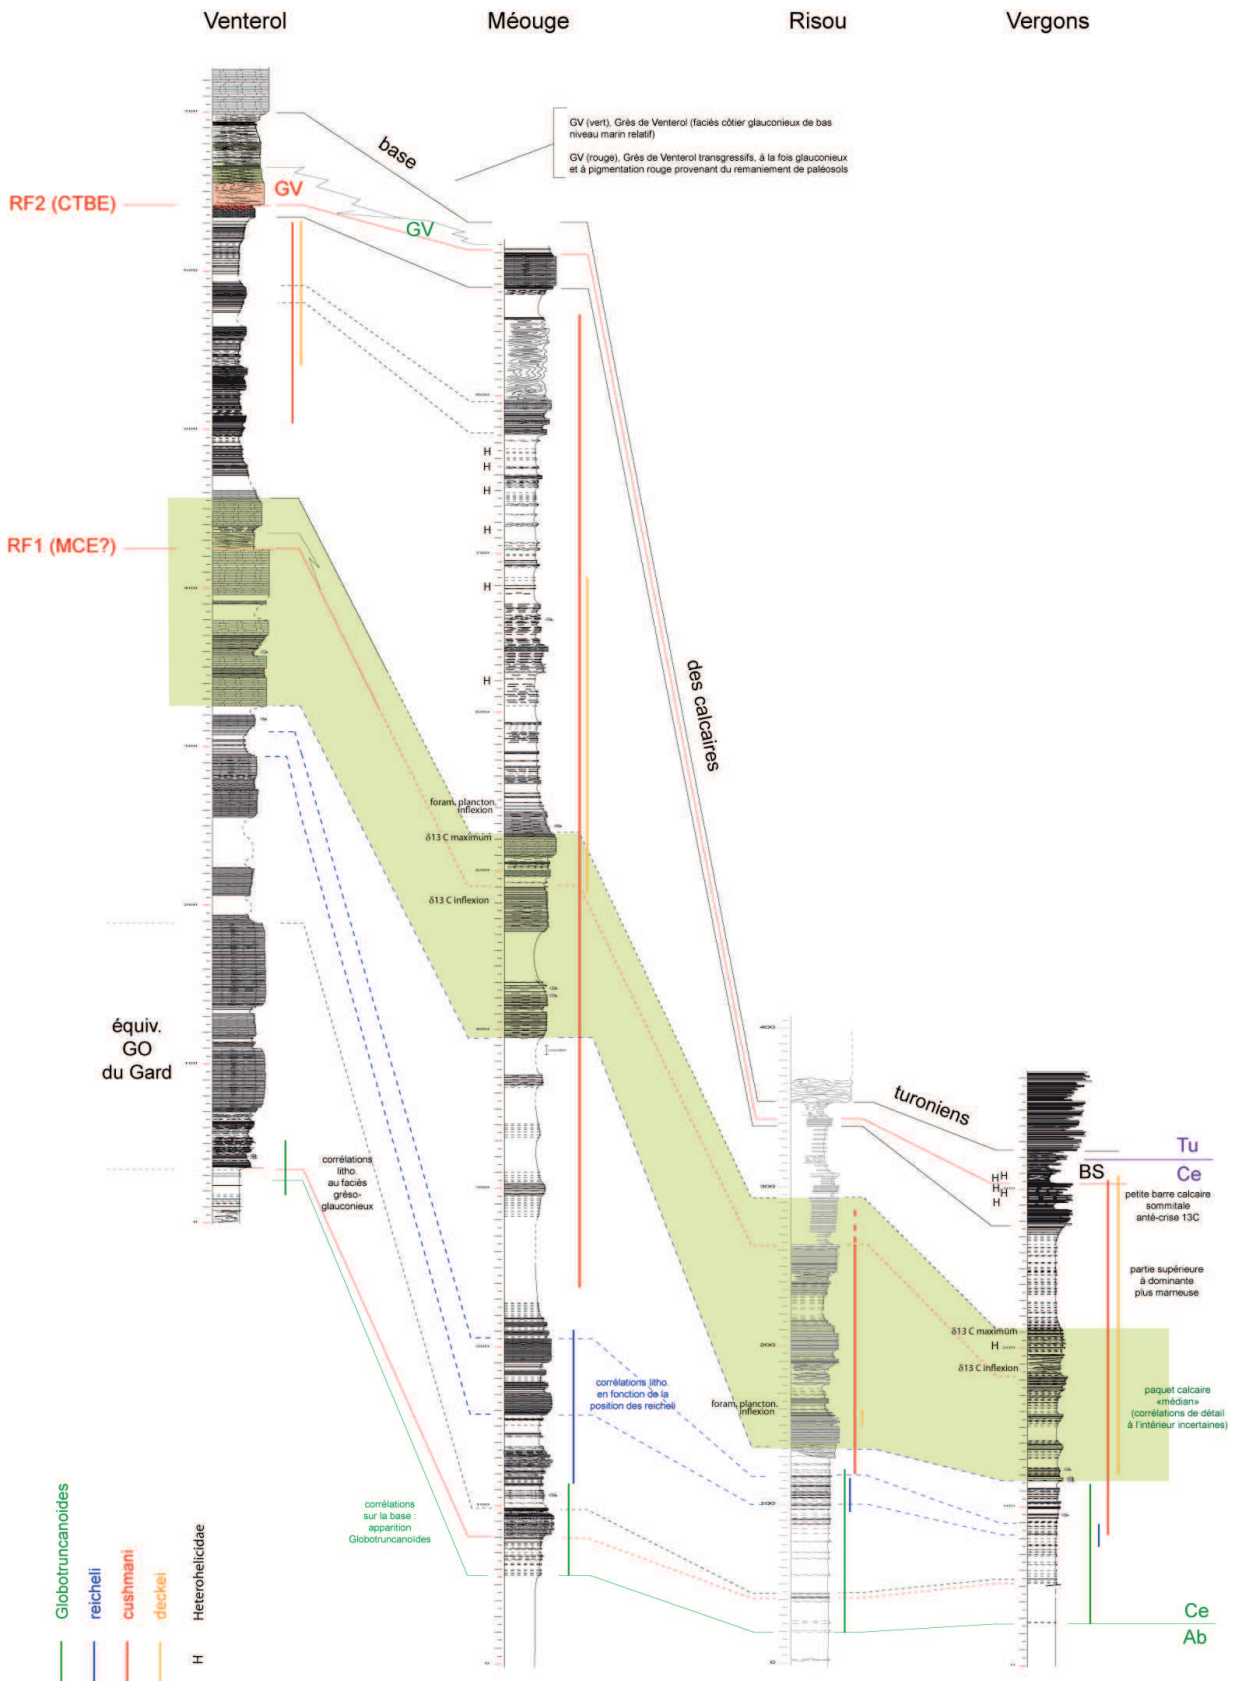 Venterol
Méouge
Risou
Vergons
GV (vert), Grès de Venterol (faciès côtier glauconieux de bas
niveau marin relatif)
GV (rouge), Grès de Venterol transgressifs, à la fois glauconieux
et à pigmentation rouge provenant du remaniement de paléosols
base
RF2 (CTBE)
GV
GV
RF1 (MCE?)
H
H
H
H
H
H
des calcaires
foram. plancton.
inflexion
δ13 C maximum
δ13 C inflexion
équiv.
GO
du Gard
corrélations
litho.
au faciès
gréso-
glauconieux
corrélations litho.
en fonction de la
position des reicheli
corrélations
sur la base :
apparition
Globotruncanoïdes
foram. plancton.
inflexion
400
300
200
100
0
turoniens
Tu
Ce
BS
H
H
H
H
H
petite barre calcaire
sommitale
anté-crise 13C
partie supérieure
à dominante
plus marneuse
δ13 C maximum
H
δ13 C inflexion
paquet calcaire
«médian»
(corrélations de détail
à l'intérieur incertaines)
Ce
Ab
Globotruncanoides
reicheli
cushmani
deckei
Heterohelicidae
H